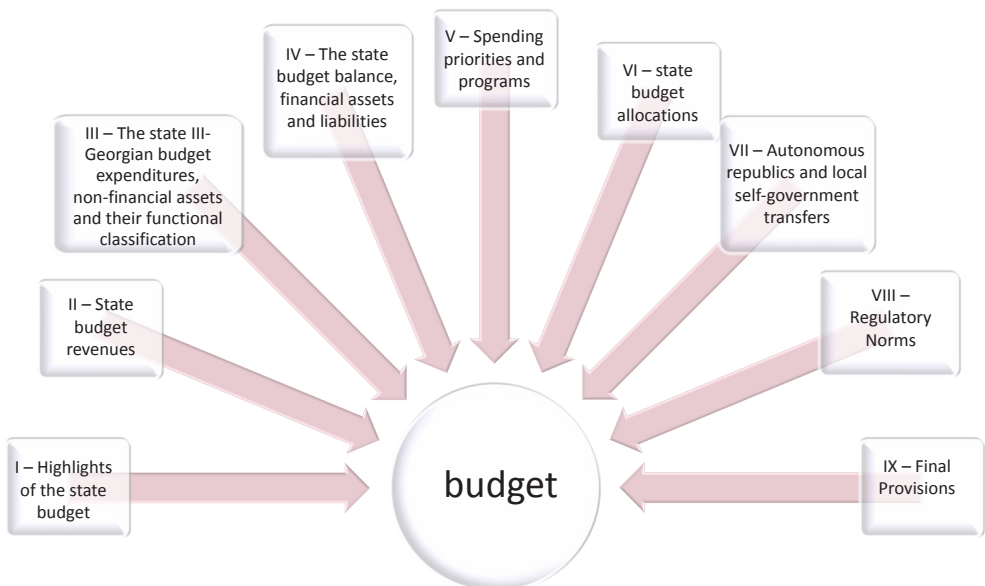 I – Highlights
of the state
budget
II – State
budget
revenues
III – The state III-
Georgian budget
expenditures,
non-financial assets
and their functional
classification
IV – The state
budget balance,
financial assets
and liabilities
V – Spending
priorities and
programs
VI – state
budget
allocations
VII – Autonomous
republics and local
self-government
transfers
VIII –
Regulatory
Norms
IX – Final
Provisions
budget